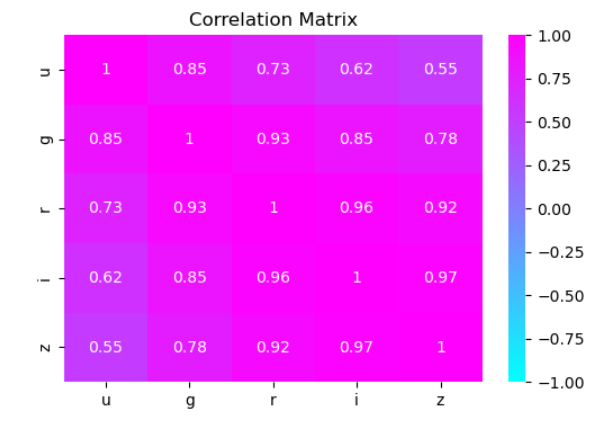 Correlation Matrix
u 1 0.85 0.73 0.62 0.55
g 0.85 1 0.93 0.85 0.78
r 0.73 0.93 1 0.96 0.92
i 0.62 0.85 0.96 1 0.97
z 0.55 0.78 0.92 0.97 1
u g r i z
1.00
0.75
0.50
0.25
0.00
−0.25
−0.50
−0.75
−1.00